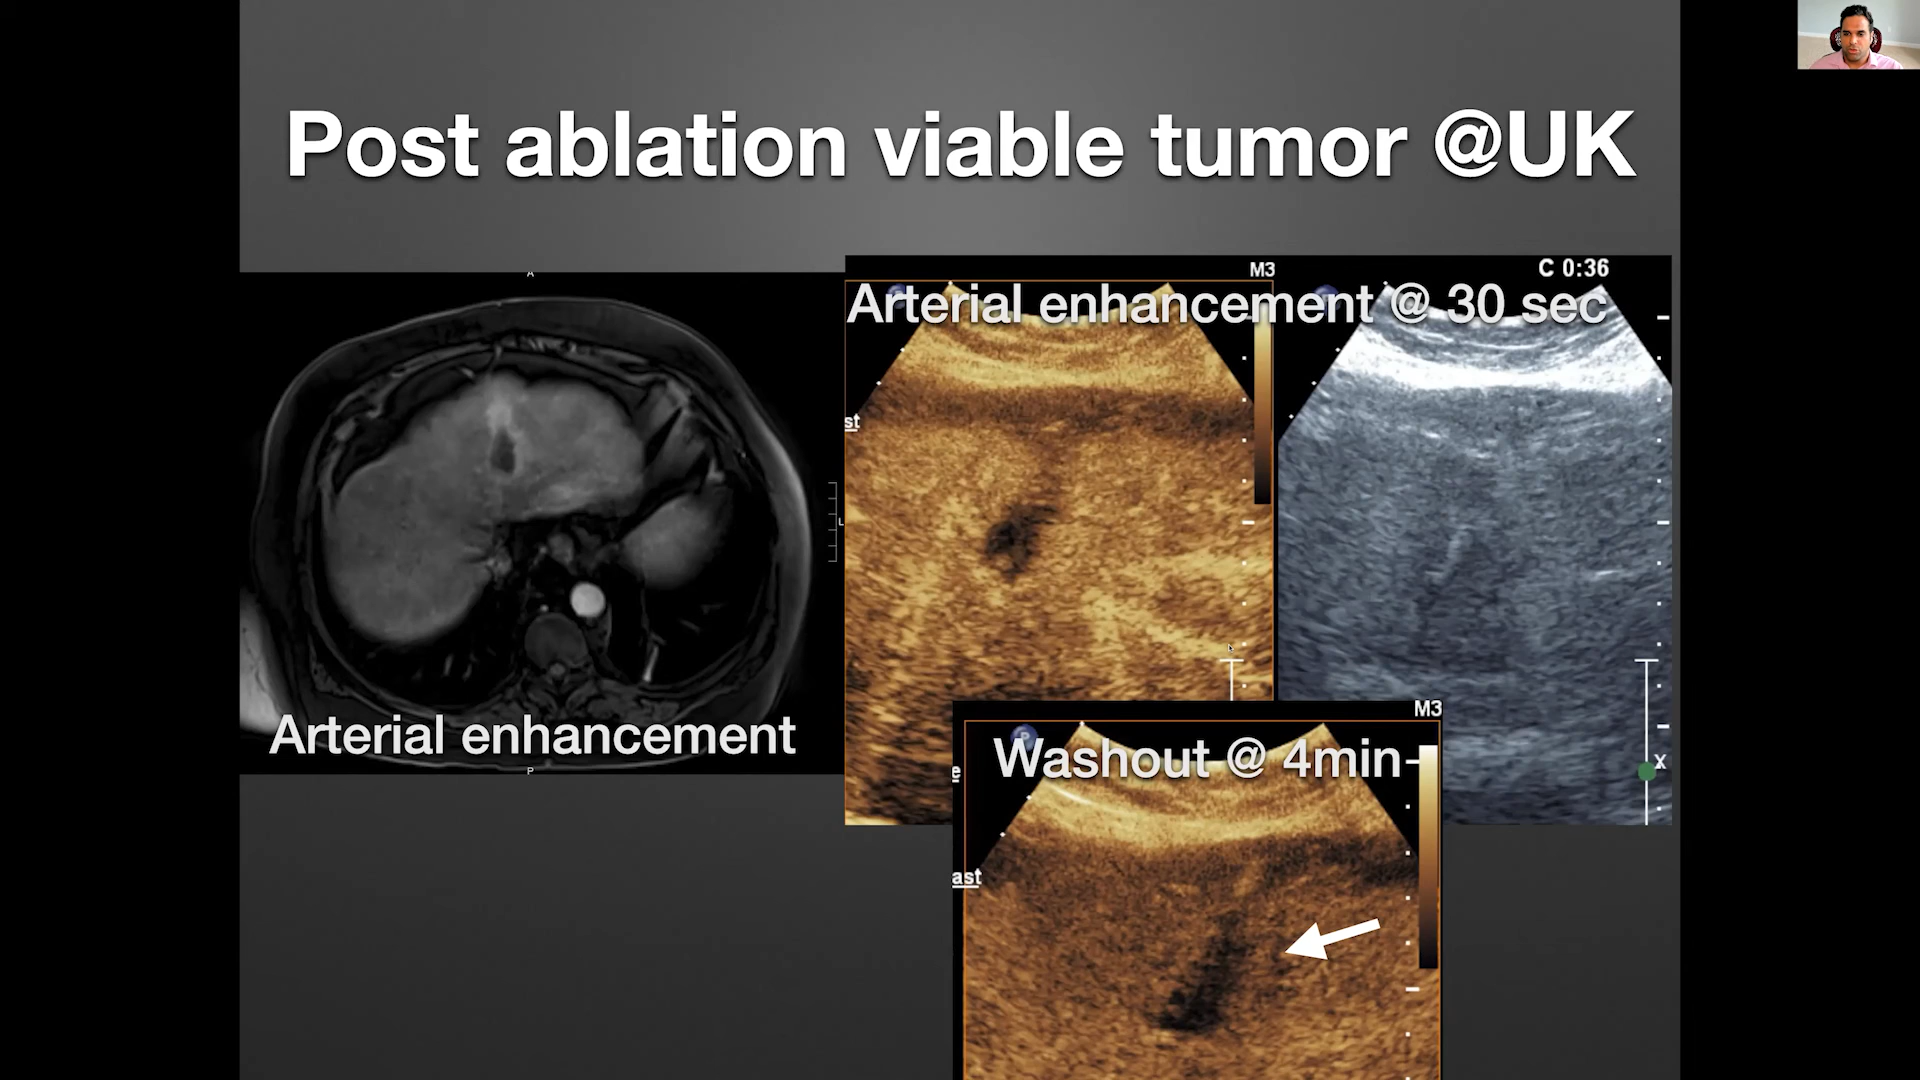 Post ablation viable tumor @UK
A
M3
C 0:36
Arterial enhancement @ 30 sec
st
L
Arterial enhancement
P
X
M3
P
Washout @ 4min
e
ast